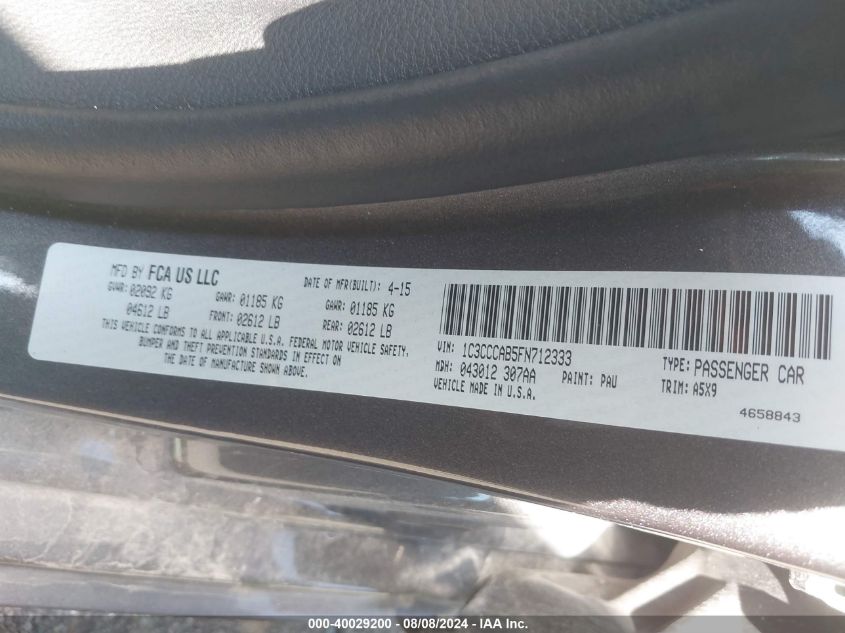 MFD BY FCA US LLC
DATE OF MFR(BUILT): 4-15
GVWR: 02092 KG
GAWR: 01185 KG
GAWR: 01185 KG
04612 LB
FRONT: 02612 LB
REAR: 02612 LB
THIS VEHICLE CONFORMS TO ALL APPLICABLE U.S.A. FEDERAL MOTOR VEHICLE SAFETY,
BUMPER AND THEFT PREVENTION STANDARDS IN EFFECT ON
THE DATE OF MANUFACTURE SHOWN ABOVE.
VIN: 1C3CCCAB5FN712333
TYPE: PASSENGER CAR
MDH: 043012 307AA
PAINT: PAU
TRIM: A5X9
VEHICLE MADE IN U.S.A.
4658843
000-40029200 - 08/08/2024 - IAA Inc.